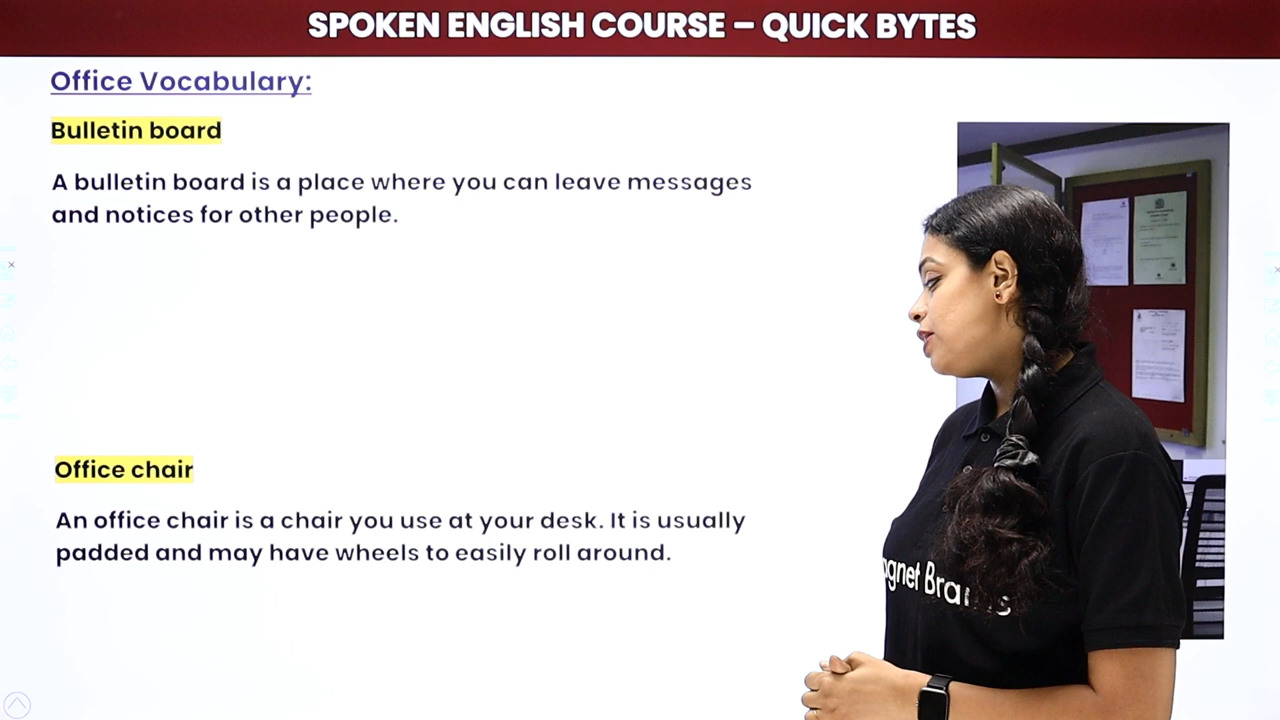 SPOKEN ENGLISH COURSE – QUICK BYTES
Office Vocabulary:
Bulletin board
A bulletin board is a place where you can leave messages
and notices for other people.
Office chair
An office chair is a chair you use at your desk. It is usually
padded and may have wheels to easily roll around.